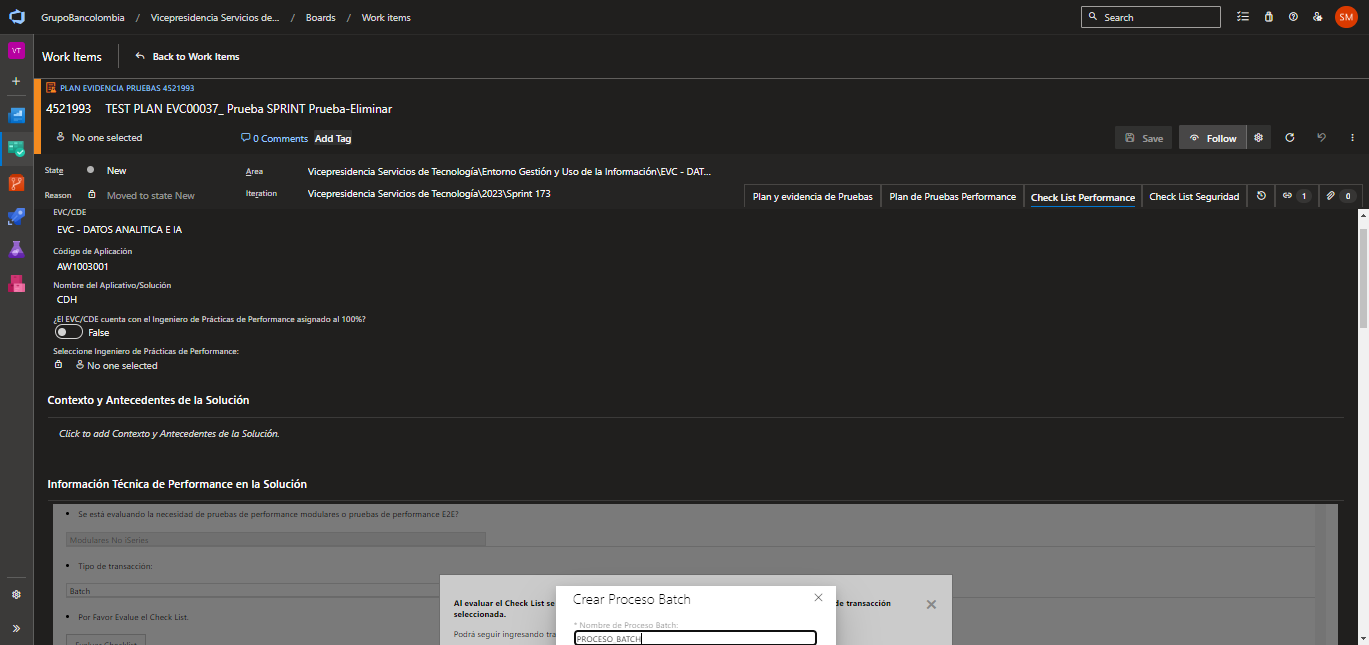 GrupoBancolombia / Vicepresidencia Servicios de... / Boards / Work items
Search
SM
VT
Work Items
Back to Work Items
PLAN EVIDENCIA PRUEBAS 4521993
4521993 TEST PLAN EVC00037_ Prueba SPRINT Prueba-Eliminar
No one selected
0 Comments
Add Tag
Save
Follow
State
New
Area
Vicepresidencia Servicios de Tecnología\Entorno Gestión y Uso de la Información\EVC - DAT...
Reason
Moved to state New
Iteration
Vicepresidencia Servicios de Tecnología\2023\Sprint 173
Plan y evidencia de Pruebas
Plan de Pruebas Performance
Check List Performance
Check List Seguridad
1
0
EVC/CDE
EVC - DATOS ANALITICA E IA
Código de Aplicación
AW1003001
Nombre del Aplicativo/Solución
CDH
¿El EVC/CDE cuenta con el Ingeniero de Prácticas de Performance asignado al 100%?
False
Seleccione Ingeniero de Prácticas de Performance:
No one selected
Contexto y Antecedentes de la Solución
Click to add Contexto y Antecedentes de la Solución.
Información Técnica de Performance en la Solución
Se está evaluando la necesidad de pruebas de performance modulares o pruebas de performance E2E?
Modulares No iSeries
Tipo de transacción:
Batch
Por Favor Evalue el Check List.
Evaluar Checklist
Al evaluar el Check List se
de transacción
seleccionada.
Podrá seguir ingresando tra
Crear Proceso Batch
* Nombre de Proceso Batch:
PROCESO_BATCH